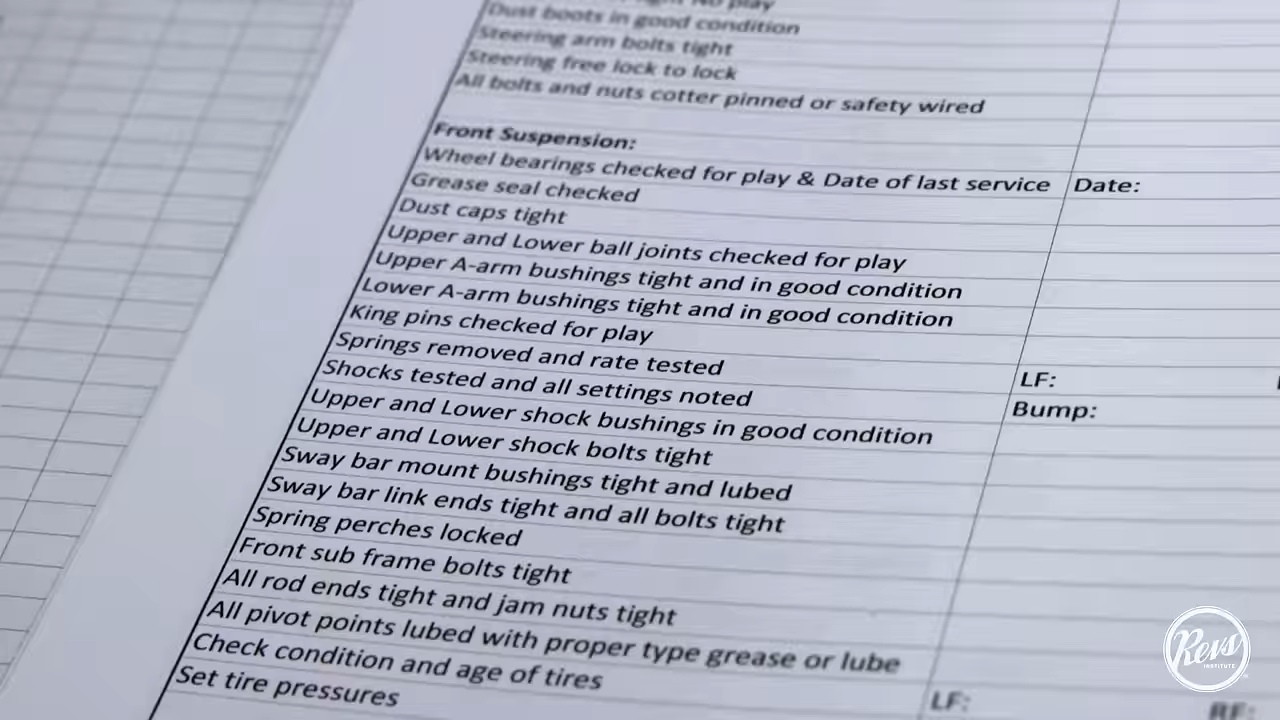 No play
Dust boots in good condition
Steering arm bolts tight
Steering free lock to lock
All bolts and nuts cotter pinned or safety wired
Front Suspension:
Wheel bearings checked for play & Date of last service Date:
Grease seal checked
Dust caps tight
Upper and Lower ball joints checked for play
Upper A-arm bushings tight and in good condition
Lower A-arm bushings tight and in good condition
King pins checked for play
Springs removed and rate tested LF:
Shocks tested and all settings noted Bump:
Upper and Lower shock bushings in good condition
Upper and Lower shock bolts tight
Sway bar mount bushings tight and lubed
Sway bar link ends tight and all bolts tight
Spring perches locked
Front sub frame bolts tight
All rod ends tight and jam nuts tight
All pivot points lubed with proper type grease or lube
Check condition and age of tires
Set tire pressures LF: RF:
Revs
INSTITUTE